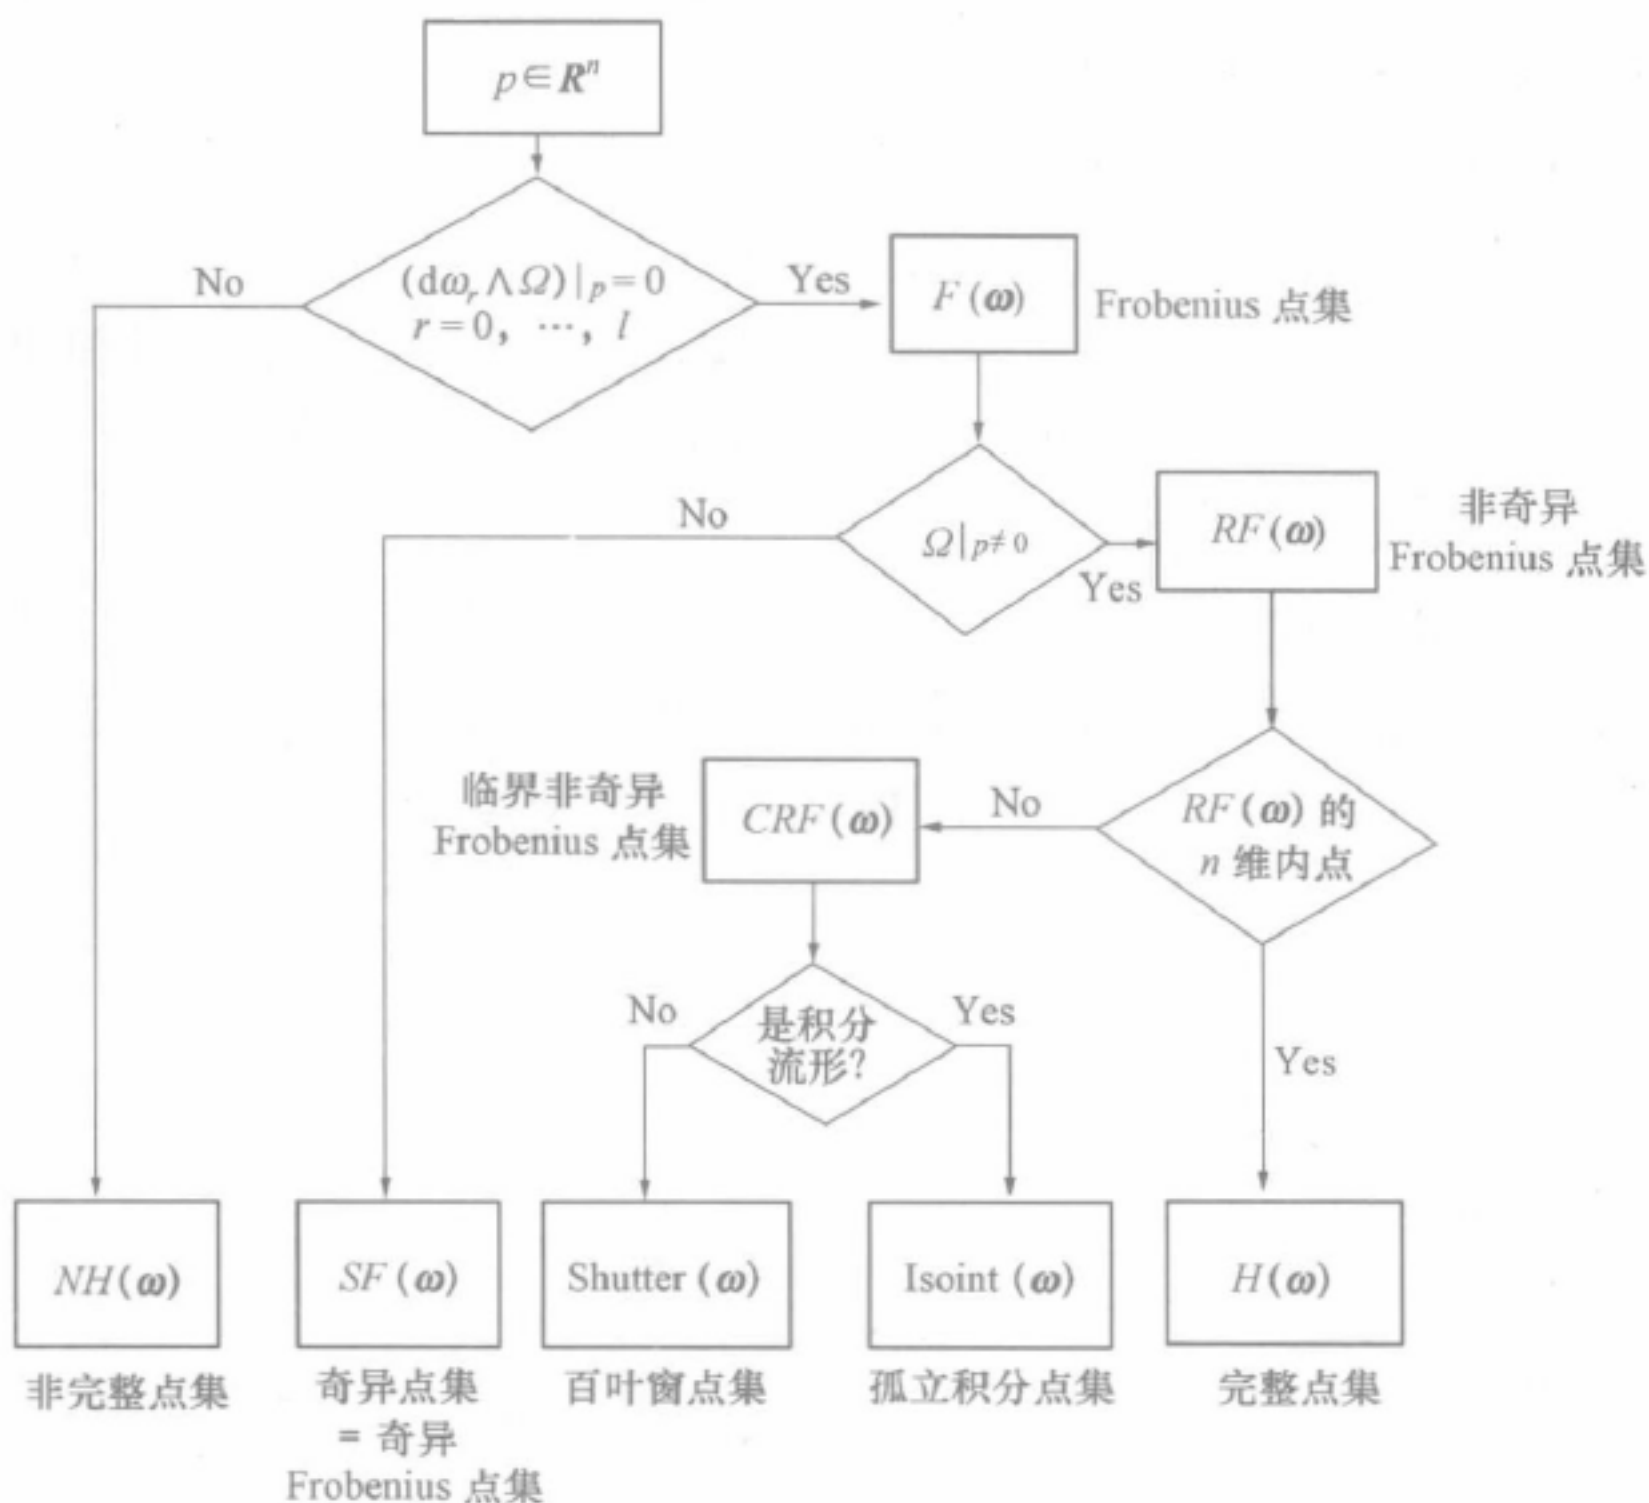 p∈Rⁿ
No
(dωᵣ∧Ω)|ₚ=0
r=0, ⋯, l
Yes
F(ω)
Frobenius 点集
No
Ω|p≠0
Yes
RF(ω)
非奇异
Frobenius 点集
临界非奇异
Frobenius 点集
CRF(ω)
No
RF(ω) 的
n 维内点
No
是积分
流形?
Yes
Yes
NH(ω)
SF(ω)
Shutter(ω)
Isoint(ω)
H(ω)
非完整点集
奇异点集
= 奇异
Frobenius 点集
百叶窗点集
孤立积分点集
完整点集